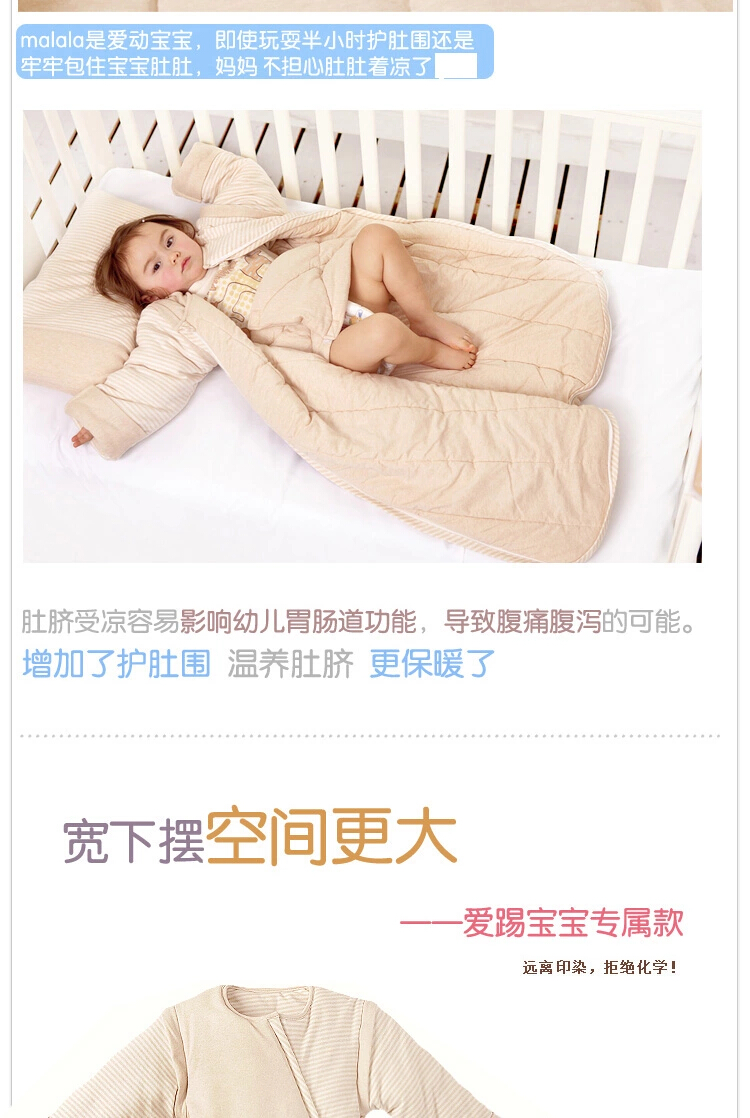 malala是爱动宝宝，即使玩耍半小时护肚围还是
牢牢包住宝宝肚肚，妈妈 不担心肚肚着凉了
肚脐受凉容易影响幼儿胃肠道功能，导致腹痛腹泻的可能。
增加了护肚围 温养肚脐 更保暖了
宽下摆空间更大
——爱踢宝宝专属款
远离印染，拒绝化学！